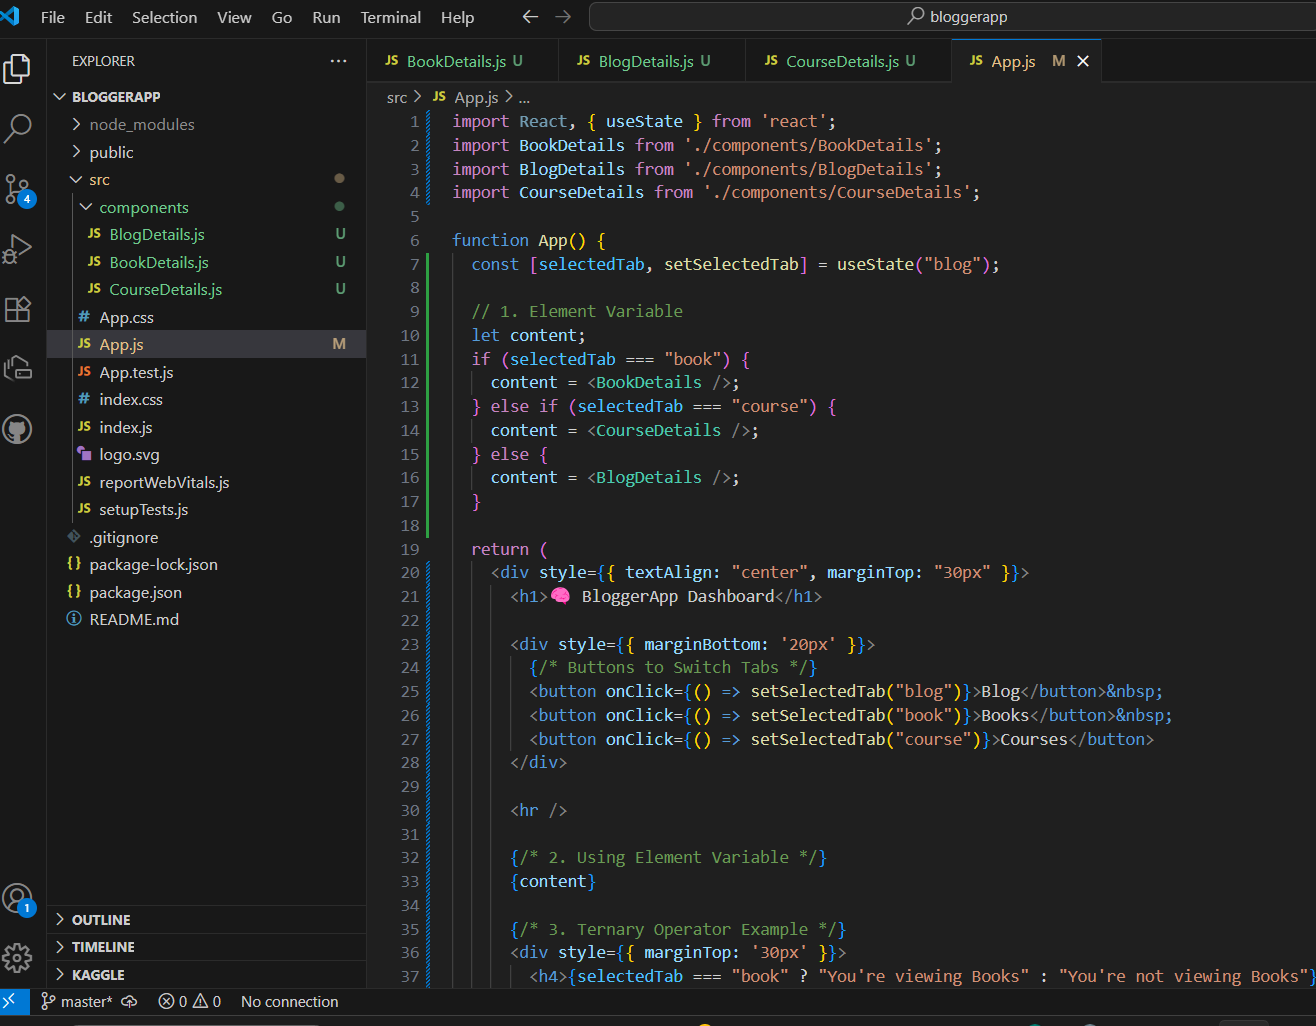 File Edit Selection View Go Run Terminal Help
bloggerapp
EXPLORER
BLOGGERAPP
node_modules
public
src
components
JS BlogDetails.js U
JS BookDetails.js U
JS CourseDetails.js U
# App.css
JS App.js M
JS App.test.js
# index.css
JS index.js
logo.svg
JS reportWebVitals.js
JS setupTests.js
.gitignore
{} package-lock.json
{} package.json
README.md
OUTLINE
TIMELINE
KAGGLE
4
1
JS BookDetails.js U
JS BlogDetails.js U
JS CourseDetails.js U
JS App.js M
src > JS App.js > ...
1 import React, { useState } from 'react';
2 import BookDetails from './components/BookDetails';
3 import BlogDetails from './components/BlogDetails';
4 import CourseDetails from './components/CourseDetails';
5
6 function App() {
7 const [selectedTab, setSelectedTab] = useState("blog");
8
9 // 1. Element Variable
10 let content;
11 if (selectedTab === "book") {
12 content = <BookDetails />;
13 } else if (selectedTab === "course") {
14 content = <CourseDetails />;
15 } else {
16 content = <BlogDetails />;
17 }
18
19 return (
20 <div style={{ textAlign: "center", marginTop: "30px" }}>
21 <h1>🧠 BloggerApp Dashboard</h1>
22
23 <div style={{ marginBottom: '20px' }}>
24 {/* Buttons to Switch Tabs */}
25 <button onClick={() => setSelectedTab("blog")}>Blog</button>&nbsp;
26 <button onClick={() => setSelectedTab("book")}>Books</button>&nbsp;
27 <button onClick={() => setSelectedTab("course")}>Courses</button>
28 </div>
29
30 <hr />
31
32 {/* 2. Using Element Variable */}
33 {content}
34
35 {/* 3. Ternary Operator Example */}
36 <div style={{ marginTop: '30px' }}>
37 <h4>{selectedTab === "book" ? "You're viewing Books" : "You're not viewing Books"}
master* 0 0 No connection